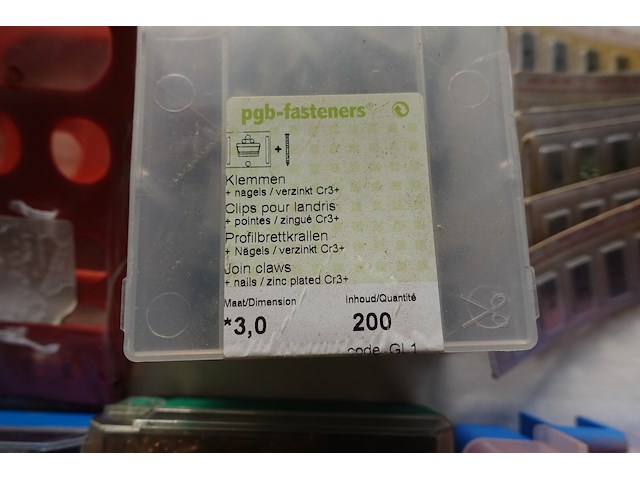 pgb-fasteners®
+
Klemmen
+ nagels / verzinkt Cr3+
Clips pour landris
+ pointes / zingué Cr3+
Profilbrettkrallen
+ Nägels / verzinkt Cr3+
Join claws
+ nails / zinc plated Cr3+
Maat/Dimension Inhoud/Quantité
*3,0 200
code GL1